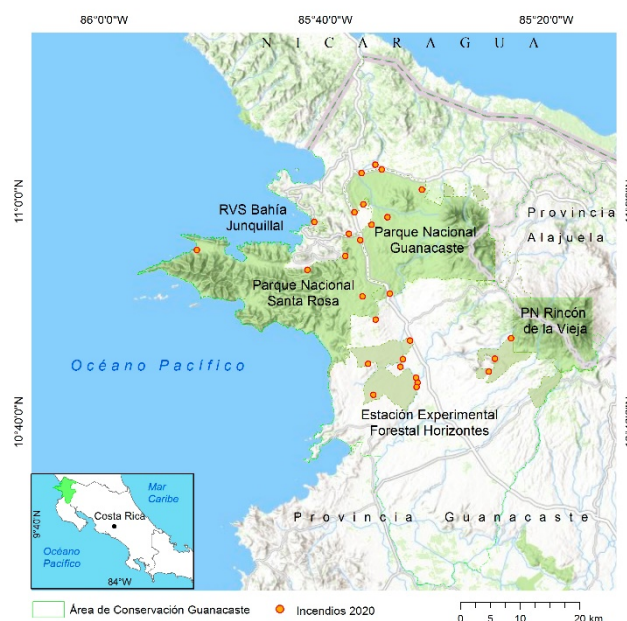 86°0'0"W
85°40'0"W
85°20'0"W
N I C A R A G U A
11°0'0"N
RVS Bahía
Junquillal
Parque Nacional
Guanacaste
Provincia
Alajuela
Parque Nacional
Santa Rosa
PN Rincón
de la Vieja
Océano Pacífico
10°40'0"N
Estación Experimental
Forestal Horizontes
Provincia Guanacaste
Mar
Caribe
Costa Rica
9°40'N
Océano
Pacífico
84°W
Área de Conservación Guanacaste
Incendios 2020
0 5 10 20 km